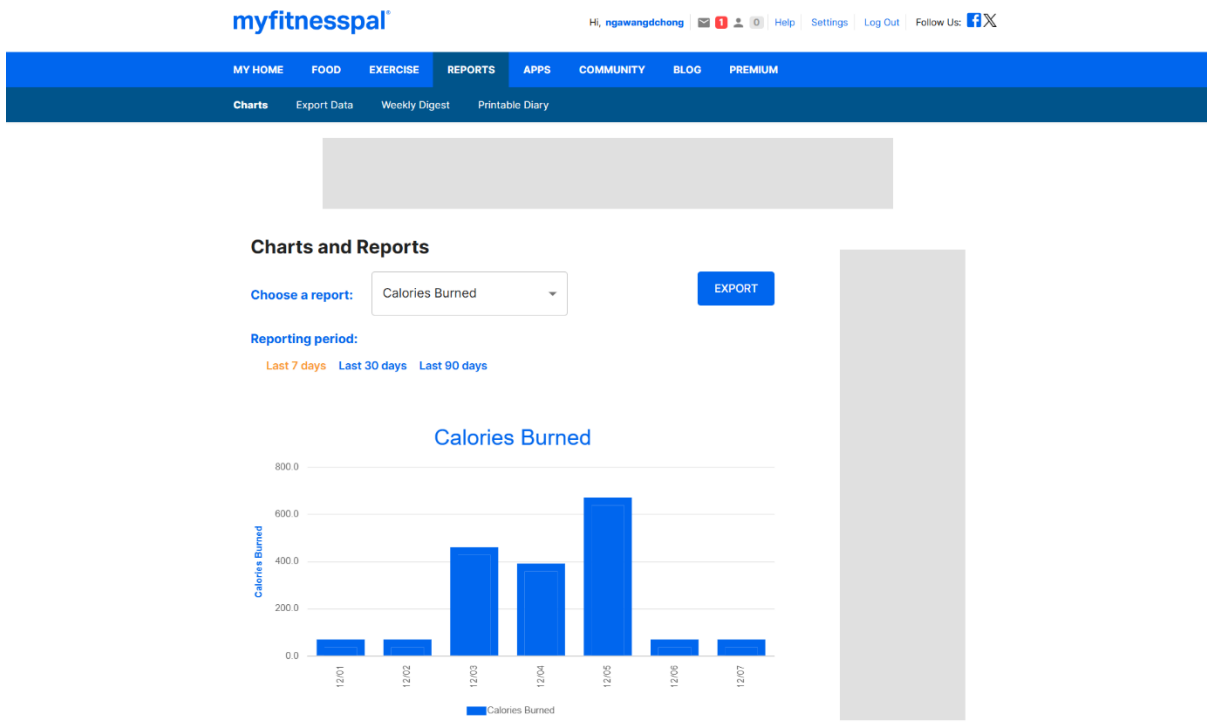 myfitnesspal®
Hi, ngawangdchong 1 0 Help Settings Log Out Follow Us:
MY HOME FOOD EXERCISE REPORTS APPS COMMUNITY BLOG PREMIUM
Charts Export Data Weekly Digest Printable Diary
Charts and Reports
Choose a report: Calories Burned EXPORT
Reporting period:
Last 7 days Last 30 days Last 90 days
Calories Burned
800.0
600.0
400.0
200.0
0.0
Calories Burned
12/01 12/02 12/03 12/04 12/05 12/06 12/07
Calories Burned